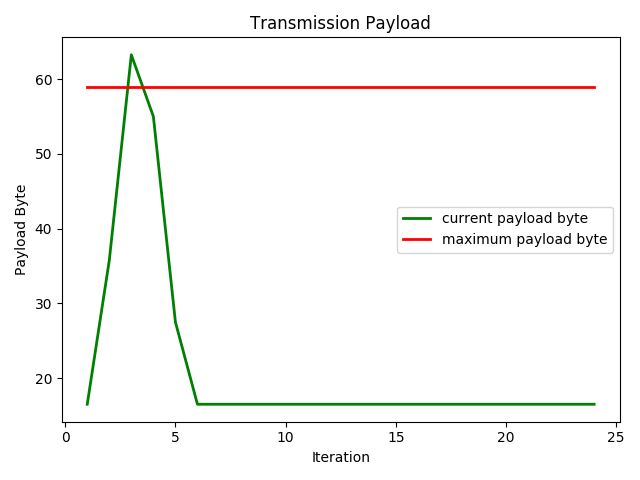 Transmission Payload
60
50
40
30
20
Payload Byte
current payload byte
maximum payload byte
0 5 10 15 20 25
Iteration